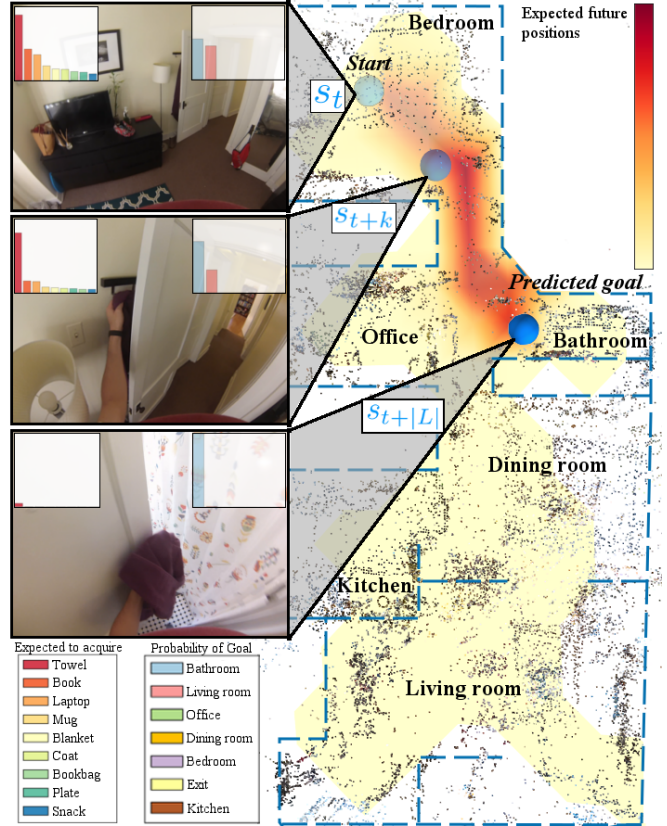 Bedroom
Expected future
positions
Start
S_t
S_{t+k}
Predicted goal
Office
Bathroom
S_{t+|L|}
Dining room
Kitchen
Living room
Expected to acquire
Towel
Book
Laptop
Mug
Blanket
Coat
Bookbag
Plate
Snack
Probability of Goal
Bathroom
Living room
Office
Dining room
Bedroom
Exit
Kitchen